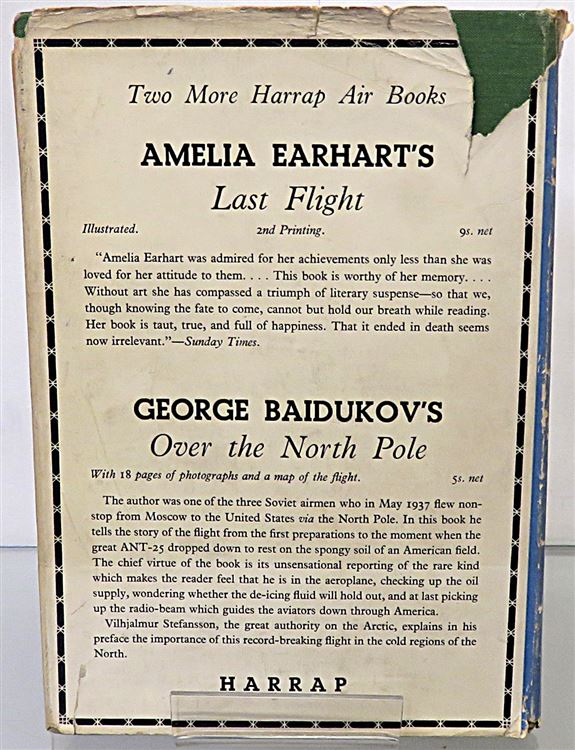 Two More Harrap Air Books
AMELIA EARHART'S
Last Flight
Illustrated. 2nd Printing. 9s. net
"Amelia Earhart was admired for her achievements only less than she was
loved for her attitude to them. . . . This book is worthy of her memory. . . .
Without art she has compassed a triumph of literary suspense—so that we,
though knowing the fate to come, cannot but hold our breath while reading.
Her book is taut, true, and full of happiness. That it ended in death seems
now irrelevant."—Sunday Times.
GEORGE BAIDUKOV'S
Over the North Pole
With 18 pages of photographs and a map of the flight. 5s. net
The author was one of the three Soviet airmen who in May 1937 flew non-
stop from Moscow to the United States via the North Pole. In this book he
tells the story of the flight from the first preparations to the moment when the
great ANT-25 dropped down to rest on the spongy soil of an American field.
The chief virtue of the book is its unsensational reporting of the rare kind
which makes the reader feel that he is in the aeroplane, checking up the oil
supply, wondering whether the de-icing fluid will hold out, and at last picking
up the radio-beam which guides the aviators down through America.
Vilhjalmur Stefansson, the great authority on the Arctic, explains in his
preface the importance of this record-breaking flight in the cold regions of the
North.
HARRAP